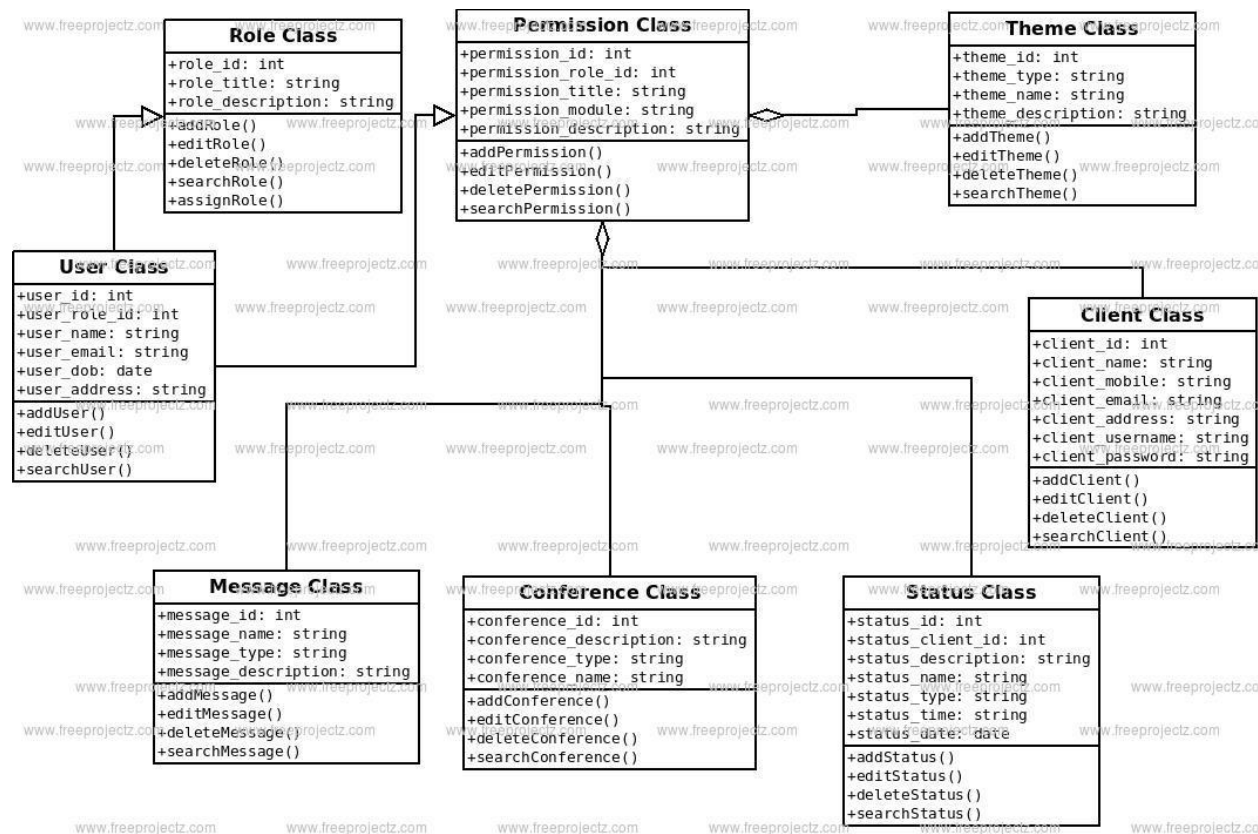 Role Class
+role_id: int
+role_title: string
+role_description: string
+addRole()
+editRole()
+deleteRole()
+searchRole()
+assignRole()
Permission Class
+permission_id: int
+permission_role_id: int
+permission_title: string
+permission_module: string
+permission_description: string
+addPermission()
+editPermission()
+deletePermission()
+searchPermission()
Theme Class
+theme_id: int
+theme_type: string
+theme_name: string
+theme_description: string
+addTheme()
+editTheme()
+deleteTheme()
+searchTheme()
User Class
+user_id: int
+user_role_id: int
+user_name: string
+user_email: string
+user_dob: date
+user_address: string
+addUser()
+editUser()
+deleteUser()
+searchUser()
Client Class
+client_id: int
+client_name: string
+client_mobile: string
+client_email: string
+client_address: string
+client_username: string
+client_password: string
+addClient()
+editClient()
+deleteClient()
+searchClient()
Message Class
+message_id: int
+message_name: string
+message_type: string
+message_description: string
+addMessage()
+editMessage()
+deleteMessage()
+searchMessage()
Conference Class
+conference_id: int
+conference_description: string
+conference_type: string
+conference_name: string
+addConference()
+editConference()
+deleteConference()
+searchConference()
Status Class
+status_id: int
+status_client_id: int
+status_description: string
+status_name: string
+status_type: string
+status_time: string
+status_date: date
+addStatus()
+editStatus()
+deleteStatus()
+searchStatus()
www.freeprojectz.com